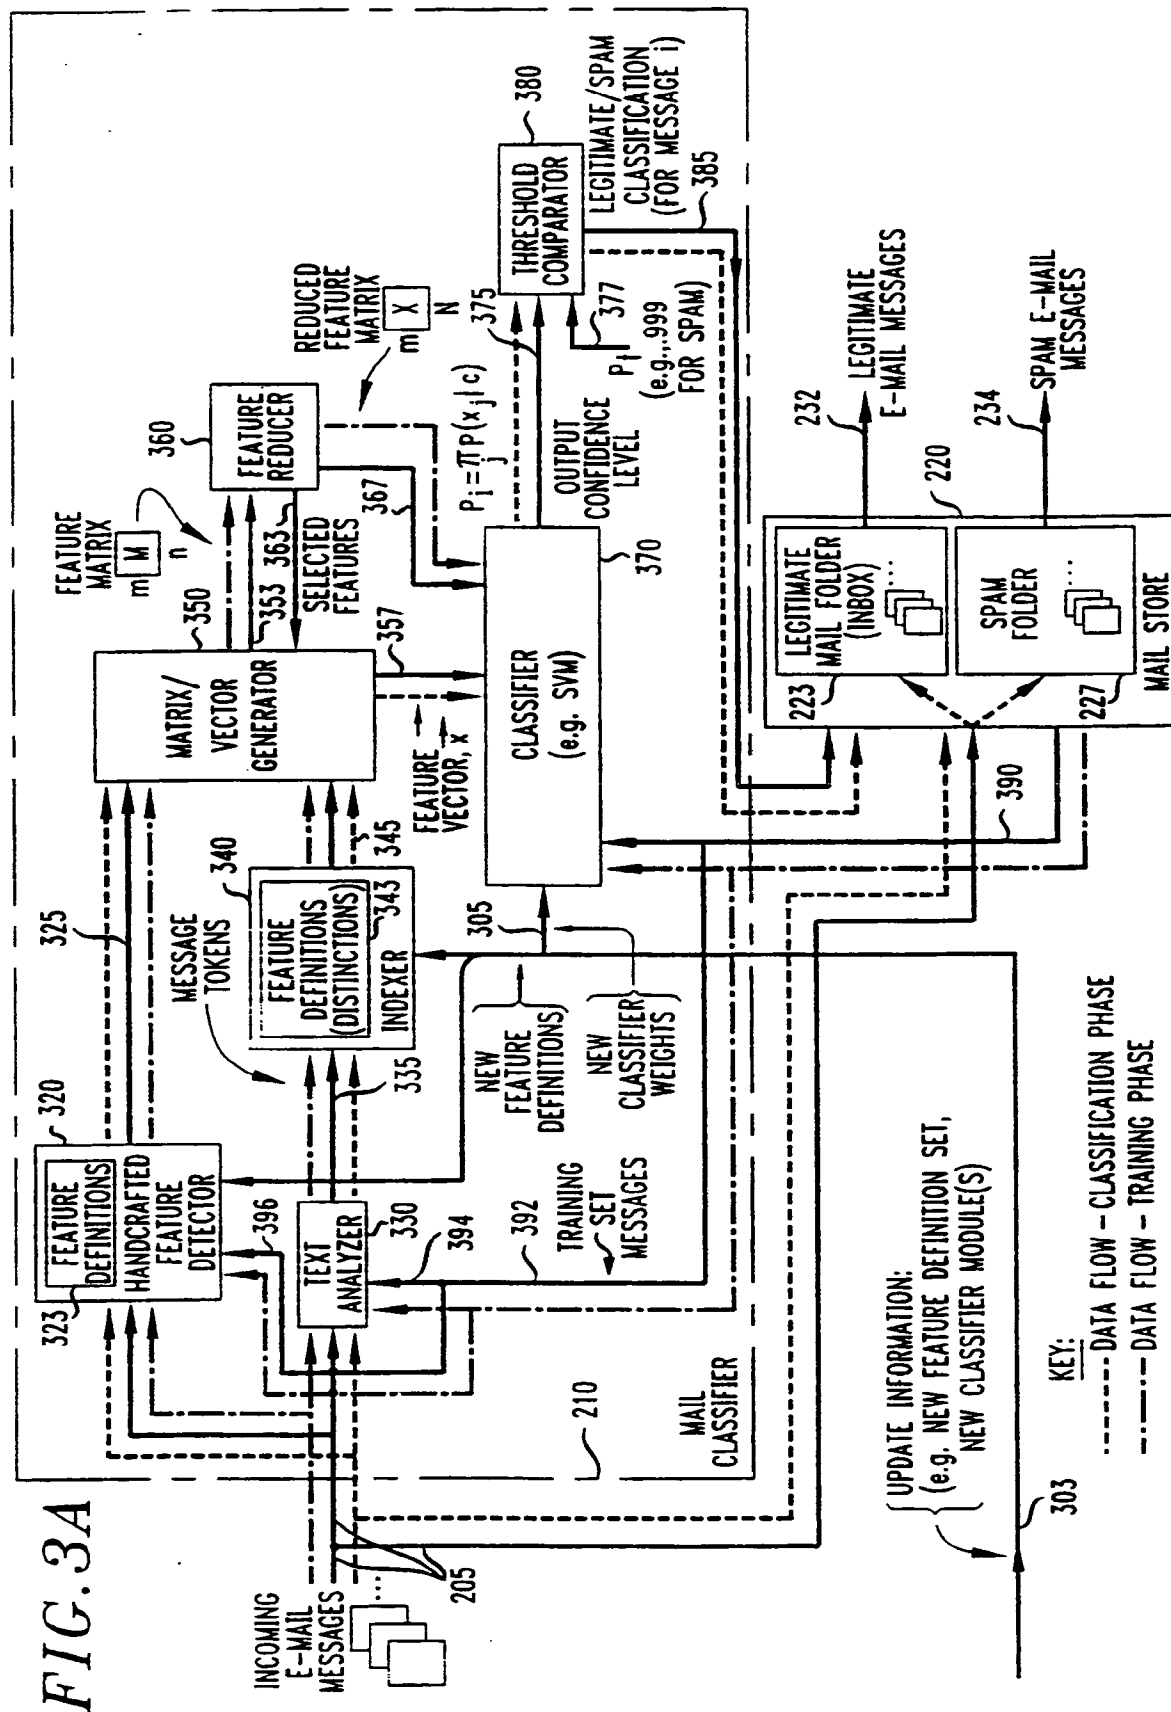 FIG.3A
INCOMING
E-MAIL
MESSAGES
...
205
FEATURE
DEFINITIONS
HANDCRAFTED
FEATURE
DETECTOR
320
323
325
396
TEXT
ANALYZER
330
335
394
392
TRAINING
SET
MESSAGES
MESSAGE
TOKENS
FEATURE
DEFINITIONS
(DISTINCTIONS)
INDEXER
340
343
345
MATRIX/
VECTOR
GENERATOR
350
353
357
FEATURE
MATRIX
m M
n
FEATURE
REDUCER
360
363
SELECTED
FEATURES
367
REDUCED
FEATURE
MATRIX
m X
N
FEATURE
VECTOR, x
CLASSIFIER
(e.g. SVM)
370
Pi=πP(xj|c)
j
375
OUTPUT
CONFIDENCE
LEVEL
THRESHOLD
COMPARATOR
380
377
Pt
(e.g.,.999
FOR SPAM)
LEGITIMATE/SPAM
CLASSIFICATION
(FOR MESSAGE i)
385
305
NEW
FEATURE
DEFINITIONS
NEW
CLASSIFIER
WEIGHTS
210
MAIL
CLASSIFIER
390
LEGITIMATE
MAIL FOLDER
(INBOX)
...
223
SPAM
FOLDER
...
227
MAIL STORE
220
232
LEGITIMATE
E-MAIL MESSAGES
234
SPAM E-MAIL
MESSAGES
UPDATE INFORMATION:
(e.g. NEW FEATURE DEFINITION SET,
NEW CLASSIFIER MODULE(S)
303
KEY:
DATA FLOW – CLASSIFICATION PHASE
DATA FLOW – TRAINING PHASE